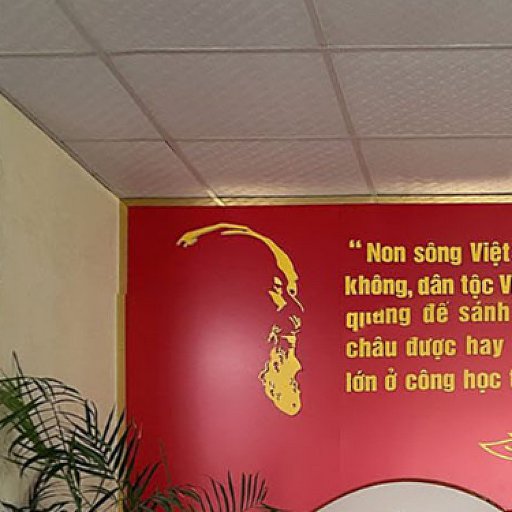 “ Non sông Việt
không, dân tộc V
quang để sánh
châu được hay
lớn ở công học